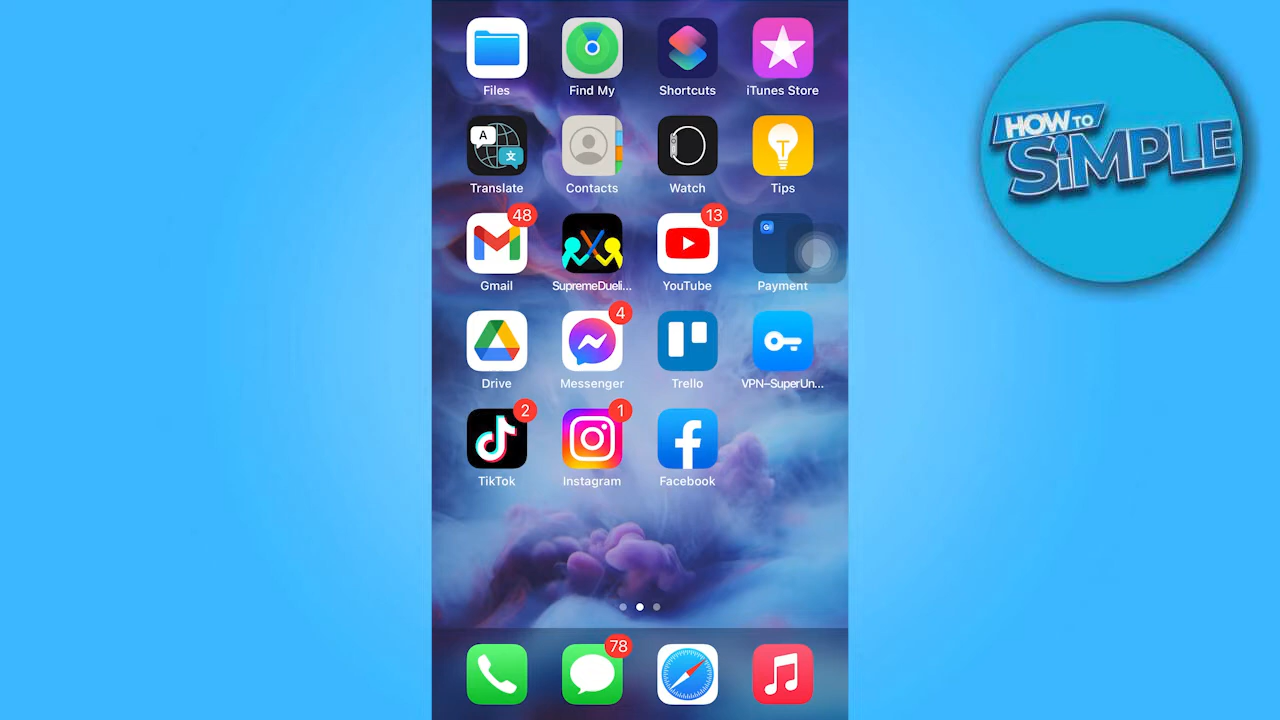 HOW TO
SiMPLE
Files
Find My
Shortcuts
iTunes Store
A
文
Translate
Contacts
Watch
T
Tips
48
13
Gmail
SupremeDueli...
YouTube
Payment
4
Drive
Messenger
Trello
VPN-SuperUn...
2
1
TikTok
Instagram
Facebook
78